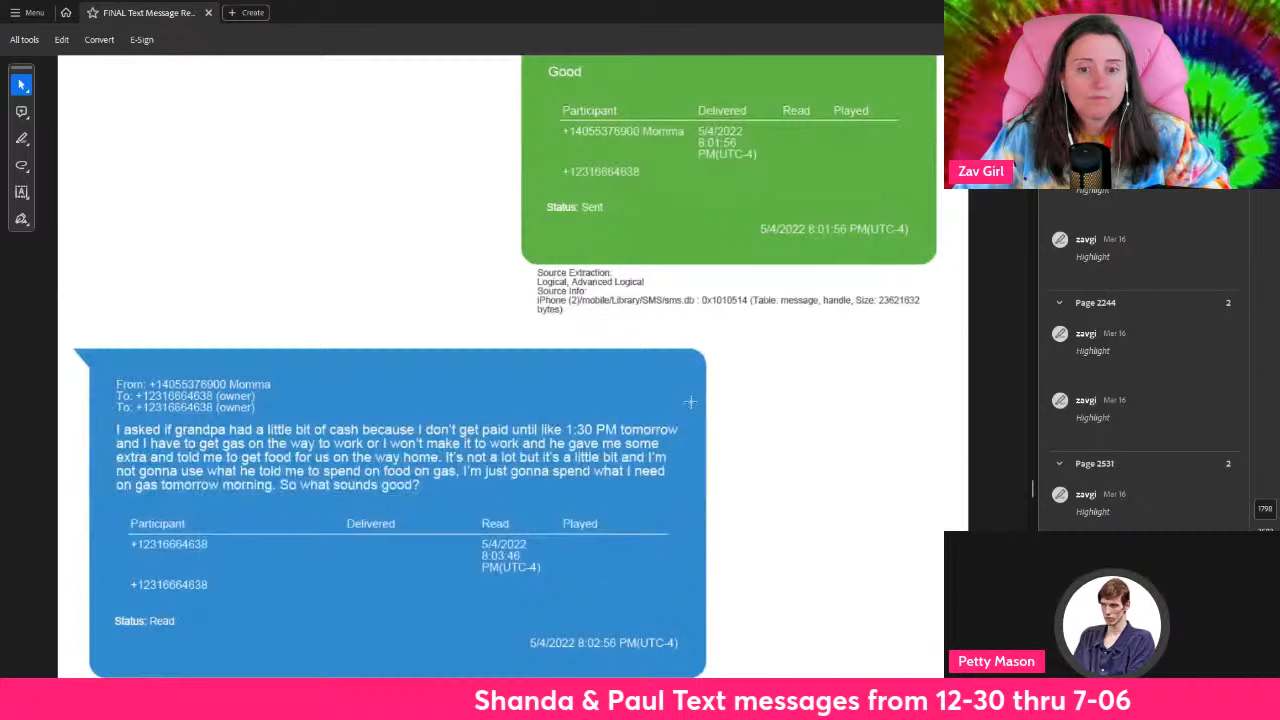 Menu
FINAL Text Message Re...
Create
All tools
Edit
Convert
E-Sign
Good
Participant Delivered Read Played
+14055376900 Momma 5/4/2022
8:01:56
PM(UTC-4)
+12316664638
Status: Sent
5/4/2022 8:01:56 PM(UTC-4)
Source Extraction:
Logical, Advanced Logical
Source Info:
iPhone (2)/mobile/Library/SMS/sms.db : 0x1010514 (Table: message, handle, Size: 23621632
bytes)
From: +14055376900 Momma
To: +12316664638 (owner)
To: +12316664638 (owner)
I asked if grandpa had a little bit of cash because I don't get paid until like 1:30 PM tomorrow
and I have to get gas on the way to work or I won't make it to work and he gave me some
extra and told me to get food for us on the way home. It's not a lot but it's a little bit and I'm
not gonna use what he told me to spend on food on gas, I'm just gonna spend what I need
on gas tomorrow morning. So what sounds good?
Participant Delivered Read Played
+12316664638 5/4/2022
8:03:46
PM(UTC-4)
+12316664638
Status: Read
5/4/2022 8:02:56 PM(UTC-4)
Zav Girl
Highlight
zavgi Mar 16
Highlight
Page 2244 2
zavgi Mar 16
Highlight
zavgi Mar 16
Highlight
Page 2531 2
zavgi Mar 16
Highlight
1798
Petty Mason
Shanda & Paul Text messages from 12-30 thru 7-06